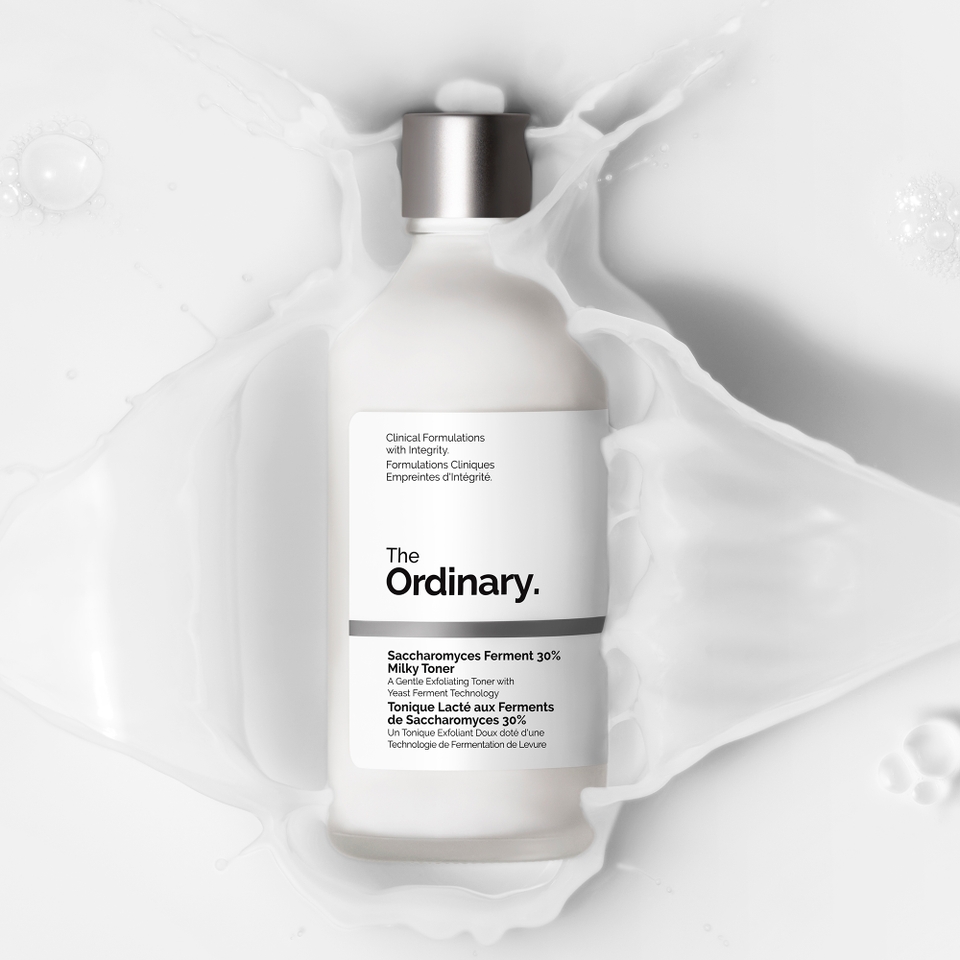 Clinical Formulations
with Integrity.
Formulations Cliniques
Empreintes d'Intégrité.
The
Ordinary.
Saccharomyces Ferment 30%
Milky Toner
A Gentle Exfoliating Toner with
Yeast Ferment Technology
Tonique Lacté aux Ferments
de Saccharomyces 30%
Un Tonique Exfoliant Doux doté d'une
Technologie de Fermentation de Levure